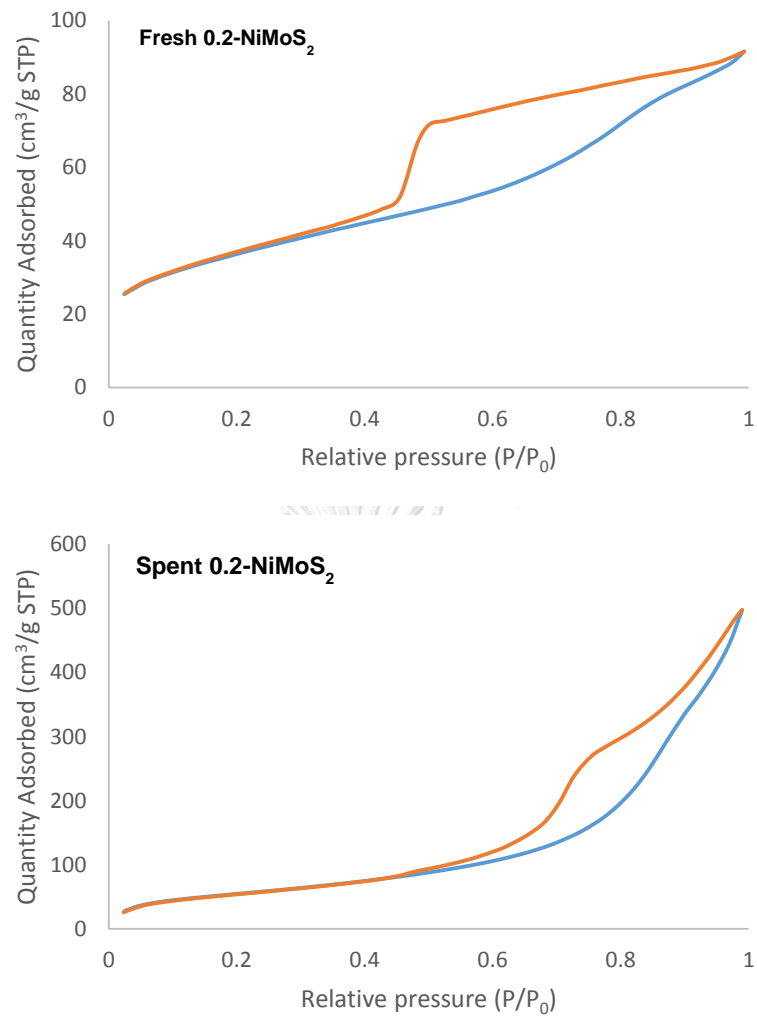 Fresh 0.2-NiMoS₂
Quantity Adsorbed (cm³/g STP)
100
80
60
40
20
0
0 0.2 0.4 0.6 0.8 1
Relative pressure (P/P₀)
Spent 0.2-NiMoS₂
Quantity Adsorbed (cm³/g STP)
600
500
400
300
200
100
0
0 0.2 0.4 0.6 0.8 1
Relative pressure (P/P₀)